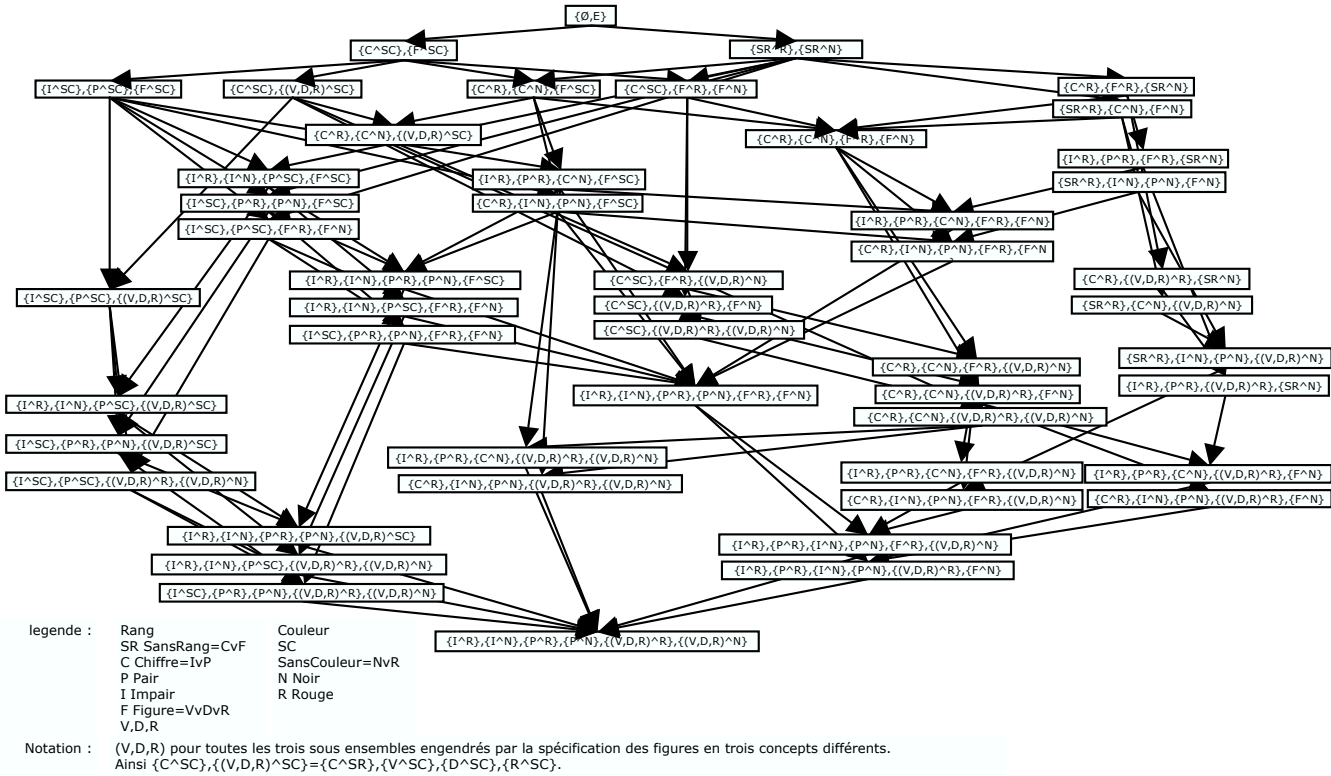 {Ø,E}
{C^SC},{F^SC}
{SR^R},{SR^N}
{I^SC},{P^SC},{F^SC}
{C^SC},{(V,D,R)^SC}
{C^R},{C^N},{F^SC}
{C^SC},{F^R},{F^N}
{C^R},{F^R},{SR^N}
{SR^R},{C^N},{F^N}
{C^R},{C^N},{(V,D,R)^SC}
{C^R},{C^N},{F^R},{F^N}
{I^R},{P^R},{F^R},{SR^N}
{SR^R},{I^N},{P^N},{F^N}
{I^R},{I^N},{P^SC},{F^SC}
{I^SC},{P^R},{P^N},{F^SC}
{I^SC},{P^SC},{F^R},{F^N}
{I^R},{P^R},{C^N},{F^SC}
{C^R},{I^N},{P^N},{F^SC}
{I^R},{P^R},{C^N},{F^R},{F^N}
{C^R},{I^N},{P^N},{F^R},{F^N
{I^SC},{P^SC},{(V,D,R)^SC}
{I^R},{I^N},{P^R},{P^N},{F^SC}
{I^R},{I^N},{P^SC},{F^R},{F^N}
{I^SC},{P^R},{P^N},{F^R},{F^N}
{C^SC},{F^R},{(V,D,R)^N}
{C^SC},{(V,D,R)^R},{F^N}
{C^SC},{(V,D,R)^R},{(V,D,R)^N}
{C^R},{(V,D,R)^R},{SR^N}
{SR^R},{C^N},{(V,D,R)^N}
{SR^R},{I^N},{P^N},{(V,D,R)^N}
{I^R},{P^R},{(V,D,R)^R},{SR^N}
{C^R},{C^N},{F^R},{(V,D,R)^N}
{C^R},{C^N},{(V,D,R)^R},{F^N}
{C^R},{C^N},{(V,D,R)^R},{(V,D,R)^N}
{I^R},{I^N},{P^R},{P^N},{F^R},{F^N}
{I^R},{I^N},{P^SC},{(V,D,R)^SC}
{I^SC},{P^R},{P^N},{(V,D,R)^SC}
{I^SC},{P^SC},{(V,D,R)^R},{(V,D,R)^N}
{I^R},{P^R},{C^N},{(V,D,R)^R},{(V,D,R)^N}
{C^R},{I^N},{P^N},{(V,D,R)^R},{(V,D,R)^N}
{I^R},{P^R},{C^N},{F^R},{(V,D,R)^N}
{C^R},{I^N},{P^N},{F^R},{(V,D,R)^N}
{I^R},{P^R},{C^N},{(V,D,R)^R},{F^N}
{C^R},{I^N},{P^N},{(V,D,R)^R},{F^N}
{I^R},{I^N},{P^R},{P^N},{(V,D,R)^SC}
{I^R},{I^N},{P^SC},{(V,D,R)^R},{(V,D,R)^N}
{I^SC},{P^R},{P^N},{(V,D,R)^R},{(V,D,R)^N}
{I^R},{P^R},{I^N},{P^N},{F^R},{(V,D,R)^N}
{I^R},{P^R},{I^N},{P^N},{(V,D,R)^R},{F^N}
{I^R},{I^N},{P^R},{P^N},{(V,D,R)^R},{(V,D,R)^N}
legende : Rang Couleur
SR SansRang=CvF SC
C Chiffre=IvP SansCouleur=NvR
P Pair N Noir
I Impair R Rouge
F Figure=VvDvR
V,D,R
Notation : (V,D,R) pour toutes les trois sous ensembles engendrés par la spécification des figures en trois concepts différents.
Ainsi {C^SC},{(V,D,R)^SC}={C^SR},{V^SC},{D^SC},{R^SC}.